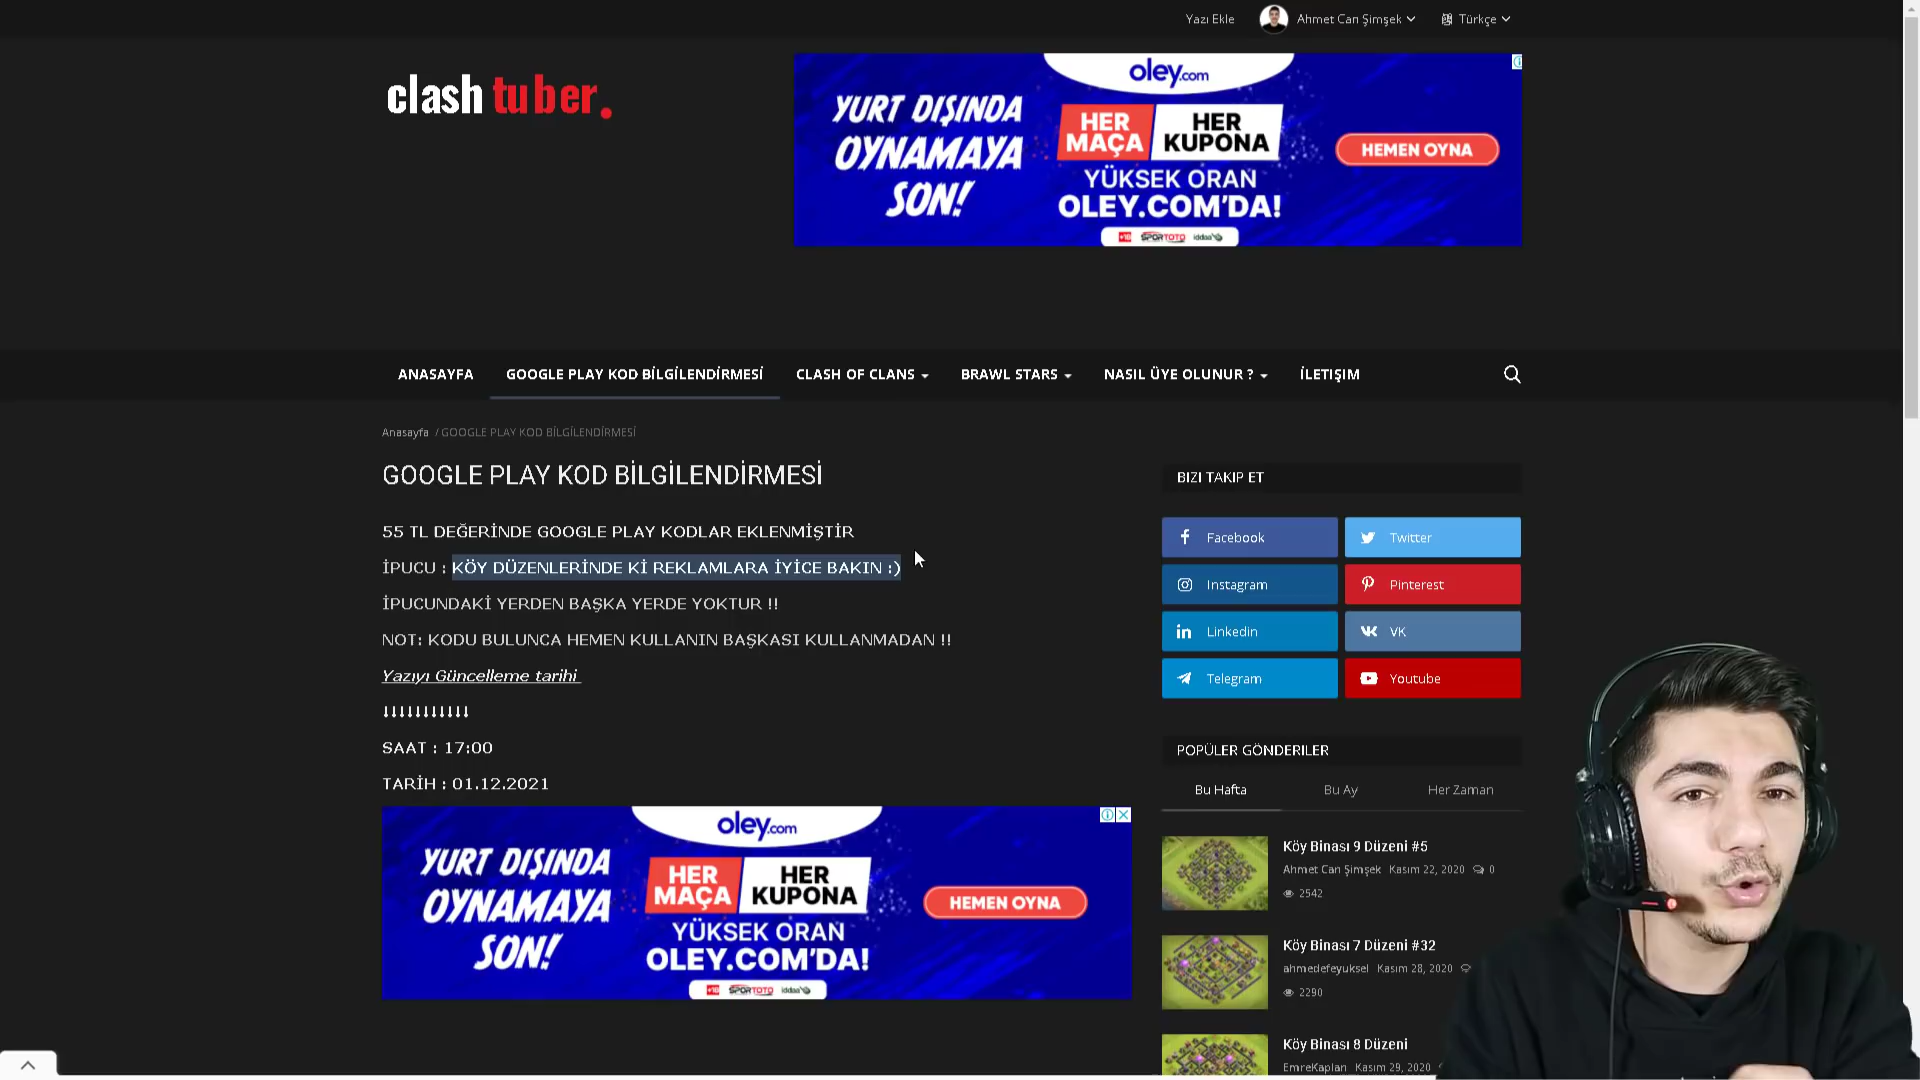 Yazı Ekle
Ahmet Can Şimşek
Türkçe
clash tuber.
oley.com
YURT DIŞINDA
OYNAMAYA
SON!
HER
MAÇA
HER
KUPONA
YÜKSEK ORAN
OLEY.COM'DA!
HEMEN OYNA
+18 SPORTOTO iddaa
ANASAYFA
GOOGLE PLAY KOD BİLGİLENDİRMESİ
CLASH OF CLANS
BRAWL STARS
NASIL ÜYE OLUNUR ?
İLETIŞIM
Anasayfa / GOOGLE PLAY KOD BİLGİLENDİRMESİ
GOOGLE PLAY KOD BİLGİLENDİRMESİ
55 TL DEĞERİNDE GOOGLE PLAY KODLAR EKLENMİŞTİR
İPUCU : KÖY DÜZENLERİNDE Kİ REKLAMLARA İYİCE BAKIN :)
İPUCUNDAKİ YERDEN BAŞKA YERDE YOKTUR !!
NOT: KODU BULUNCA HEMEN KULLANIN BAŞKASI KULLANMADAN !!
Yazıyı Güncelleme tarihi
↓↓↓↓↓↓↓↓↓↓↓
SAAT : 17:00
TARİH : 01.12.2021
oley.com
YURT DIŞINDA
OYNAMAYA
SON!
HER
MAÇA
HER
KUPONA
YÜKSEK ORAN
OLEY.COM'DA!
HEMEN OYNA
+18 SPORTOTO iddaa
BIZI TAKIP ET
Facebook
Twitter
Instagram
Pinterest
Linkedin
VK
Telegram
Youtube
POPÜLER GÖNDERILER
Bu Hafta
Bu Ay
Her Zaman
Köy Binası 9 Düzeni #5
Ahmet Can Şimşek Kasım 22, 2020 0
2542
Köy Binası 7 Düzeni #32
ahmedefeyuksel Kasım 28, 2020
2290
Köy Binası 8 Düzeni
EmreKaplan Kasım 29, 2020